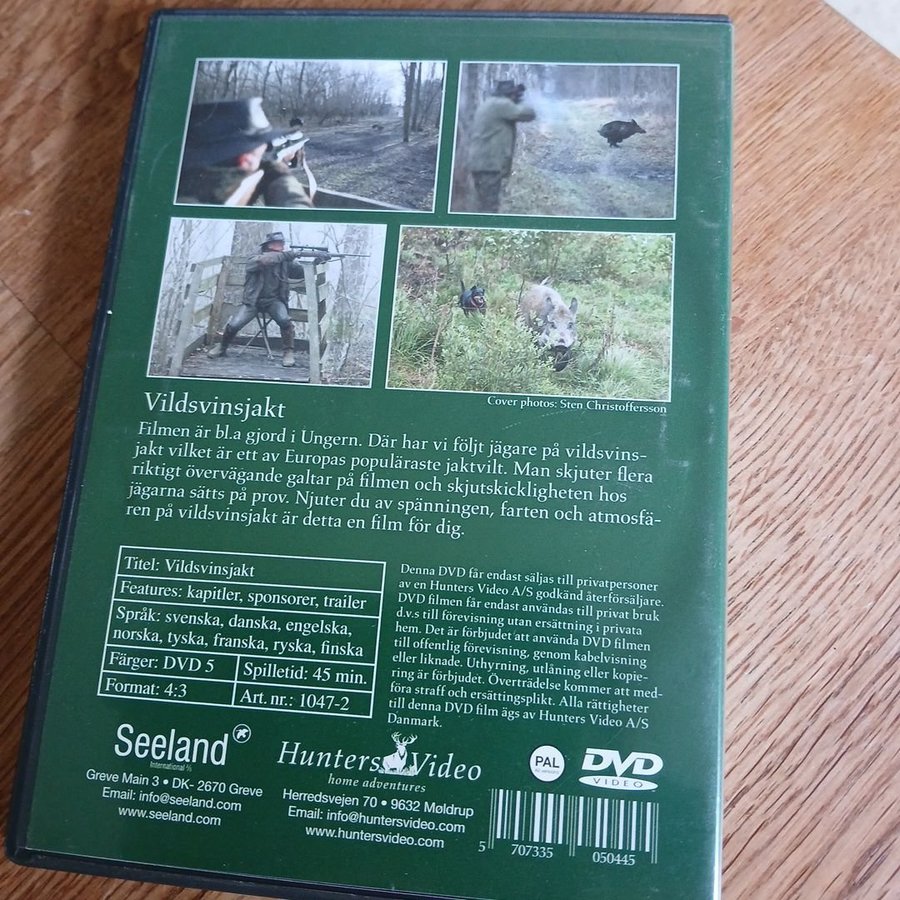 Cover photos: Sten Christoffersson
Vildsvinsjakt
Filmen är bl.a gjord i Ungern. Där har vi följt jägare på vildsvins-
jakt vilket är ett av Europas populäraste jaktvilt. Man skjuter flera
riktigt övervägande galtar på filmen och skjutskickligheten hos
jägarna sätts på prov. Njuter du av spänningen, farten och atmosfä-
ren på vildsvinsjakt är detta en film för dig.
Titel: Vildsvinsjakt
Features: kapitler, sponsorer, trailer
Språk: svenska, danska, engelska,
norska, tyska, franska, ryska, finska
Färger: DVD 5
Spilletid: 45 min.
Format: 4:3
Art.nr.: 1047-2
Denna DVD får endast säljas till privatpersoner
av en Hunters Video A/S godkänd återförsäljare.
DVD filmen får endast användas till privat bruk
d.v.s till förevisning utan ersättning i privata
hem. Det är förbjudet att använda DVD filmen
till offentlig förevisning, genom kabelvisning
eller liknade. Uthyrning, utlåning eller kopie-
ring är förbjudet. Överträdelse kommer att med-
föra straff och ersättningsplikt. Alla rättigheter
till denna DVD film ägs av Hunters Video A/S
Danmark.
Seeland
International
Greve Main 3 • DK- 2670 Greve
Email: info@seeland.com
www.seeland.com
Hunters Video
home adventures
Herredsvejen 70 • 9632 Møldrup
Email: info@huntersvideo.com
www.huntersvideo.com
PAL
DVD
VIDEO
5 707335 050445